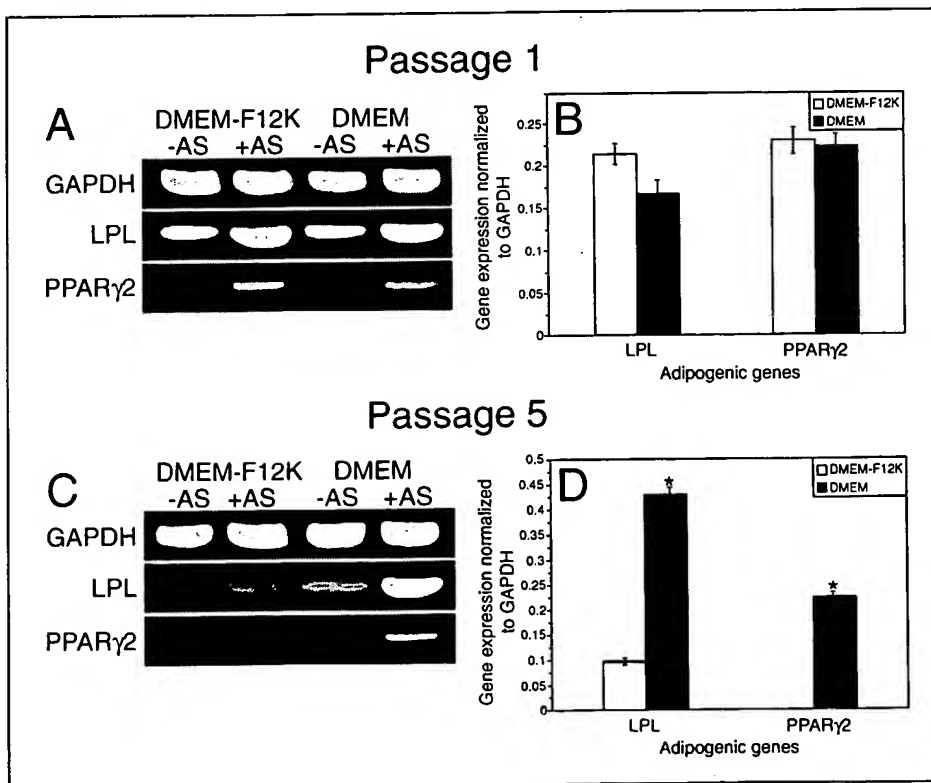 Passage 1
A
DMEM-F12K DMEM
-AS +AS -AS +AS
GAPDH
LPL
PPARγ2
B
DMEM-F12K
DMEM
Gene expression normalized
to GAPDH
0.25
0.2
0.15
0.1
0.05
0
LPL PPARγ2
Adipogenic genes
Passage 5
C
DMEM-F12K DMEM
-AS +AS -AS +AS
GAPDH
LPL
PPARγ2
D
DMEM-F12K
DMEM
Gene expression normalized
to GAPDH
0.5
0.45
0.4
0.35
0.3
0.25
0.2
0.15
0.1
0.05
0
* *
LPL PPARγ2
Adipogenic genes